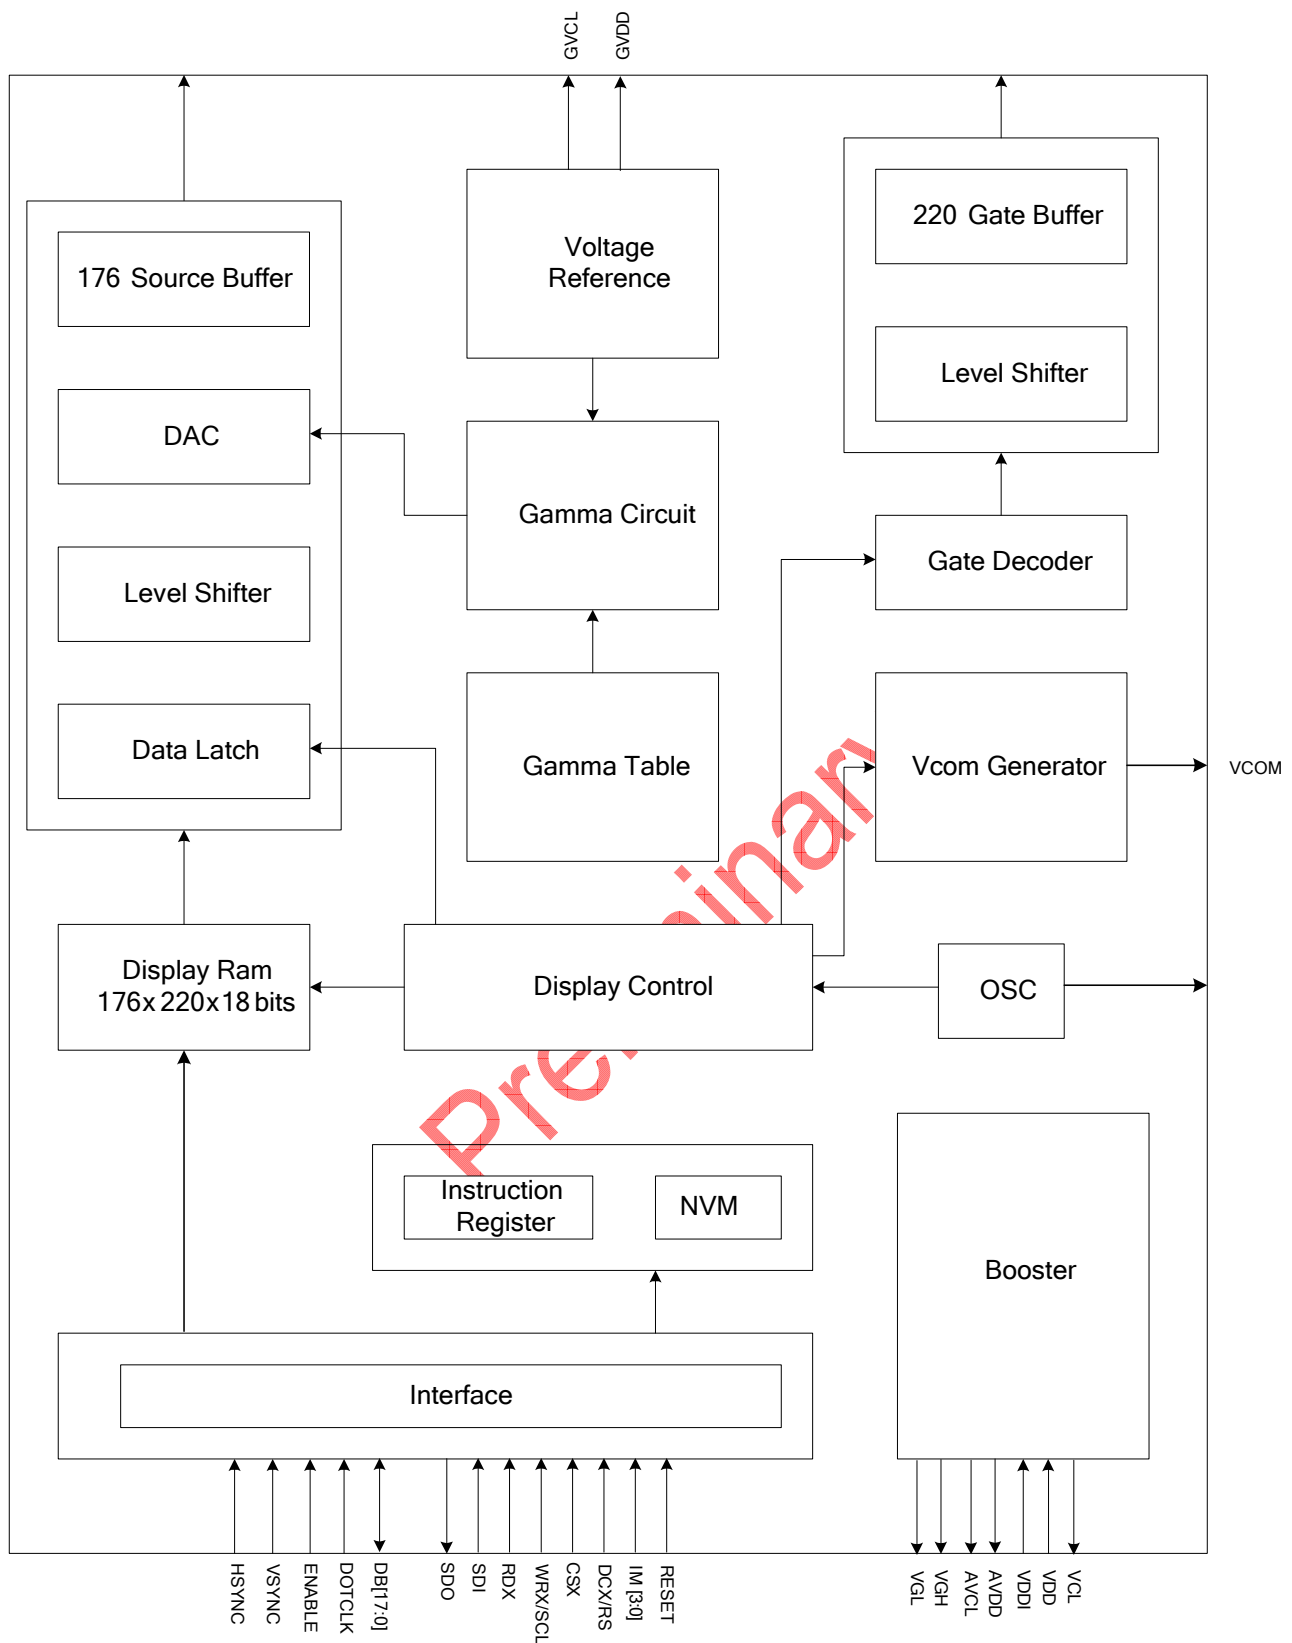 GVCL
GVDD
176 Source Buffer
DAC
Level Shifter
Data Latch
Voltage
Reference
Gamma Circuit
Gamma Table
220 Gate Buffer
Level Shifter
Gate Decoder
Vcom Generator
VCOM
Display Ram
176x 220x18 bits
Display Control
OSC
Preliminary
Instruction
Register
NVM
Booster
Interface
HSYNC
VSYNC
ENABLE
DOTCLK
DB[17:0]
SDO
SDI
RDX
WRX/SCL
CSX
DCX/RS
IM [3:0]
RESET
VGL
VGH
AVCL
AVDD
VDDI
VDD
VCL